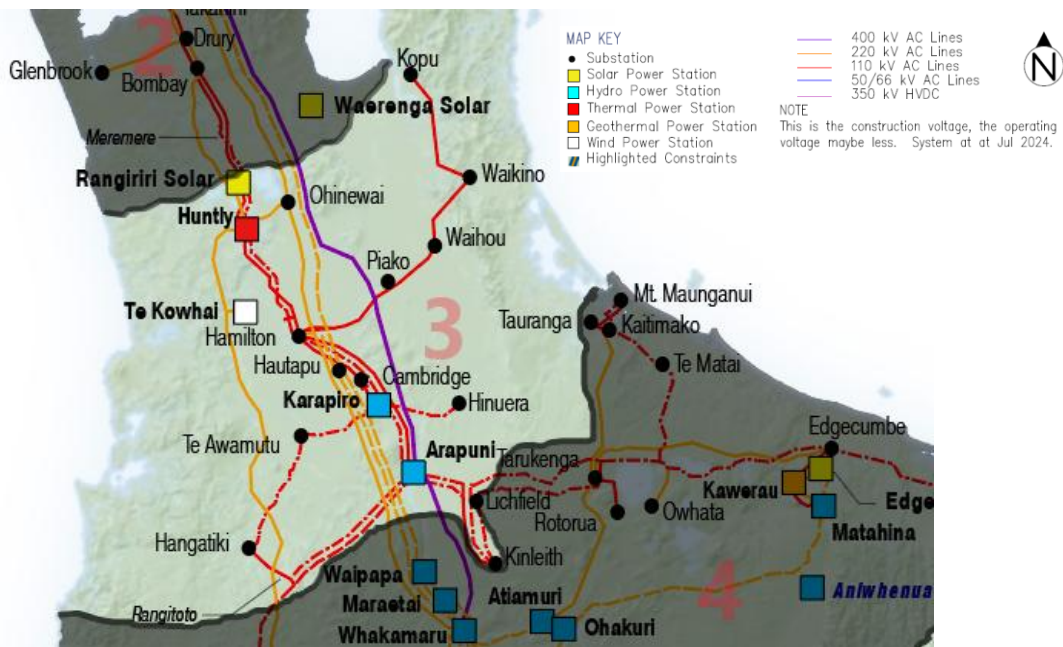 Takanini
Drury
Glenbrook
Bombay
2
Meremere
Waerenga Solar
Kopu
Rangiriri Solar
Waikino
Ohinewai
Huntly
Waihou
Piako
Te Kowhai
Hamilton
3
Mt. Maunganui
Tauranga
Kaitimako
Te Matai
Hautapu
Cambridge
Karapiro
Hinuera
Te Awamutu
Arapuni
Tarukenga
Edgecumbe
Kawerau
Edge
Lichfield
Rotorua
Owhata
Matahina
Hangatiki
Kinleith
Waipapa
Maraetai
Atiamuri
4
Aniwhenua
Rangitoto
Whakamaru
Ohakuri
MAP KEY
Substation
Solar Power Station
Hydro Power Station
Thermal Power Station
Geothermal Power Station
Wind Power Station
Highlighted Constraints
400 kV AC Lines
220 kV AC Lines
110 kV AC Lines
50/66 kV AC Lines
350 kV HVDC
NOTE
This is the construction voltage, the operating
voltage maybe less. System at at Jul 2024.
N